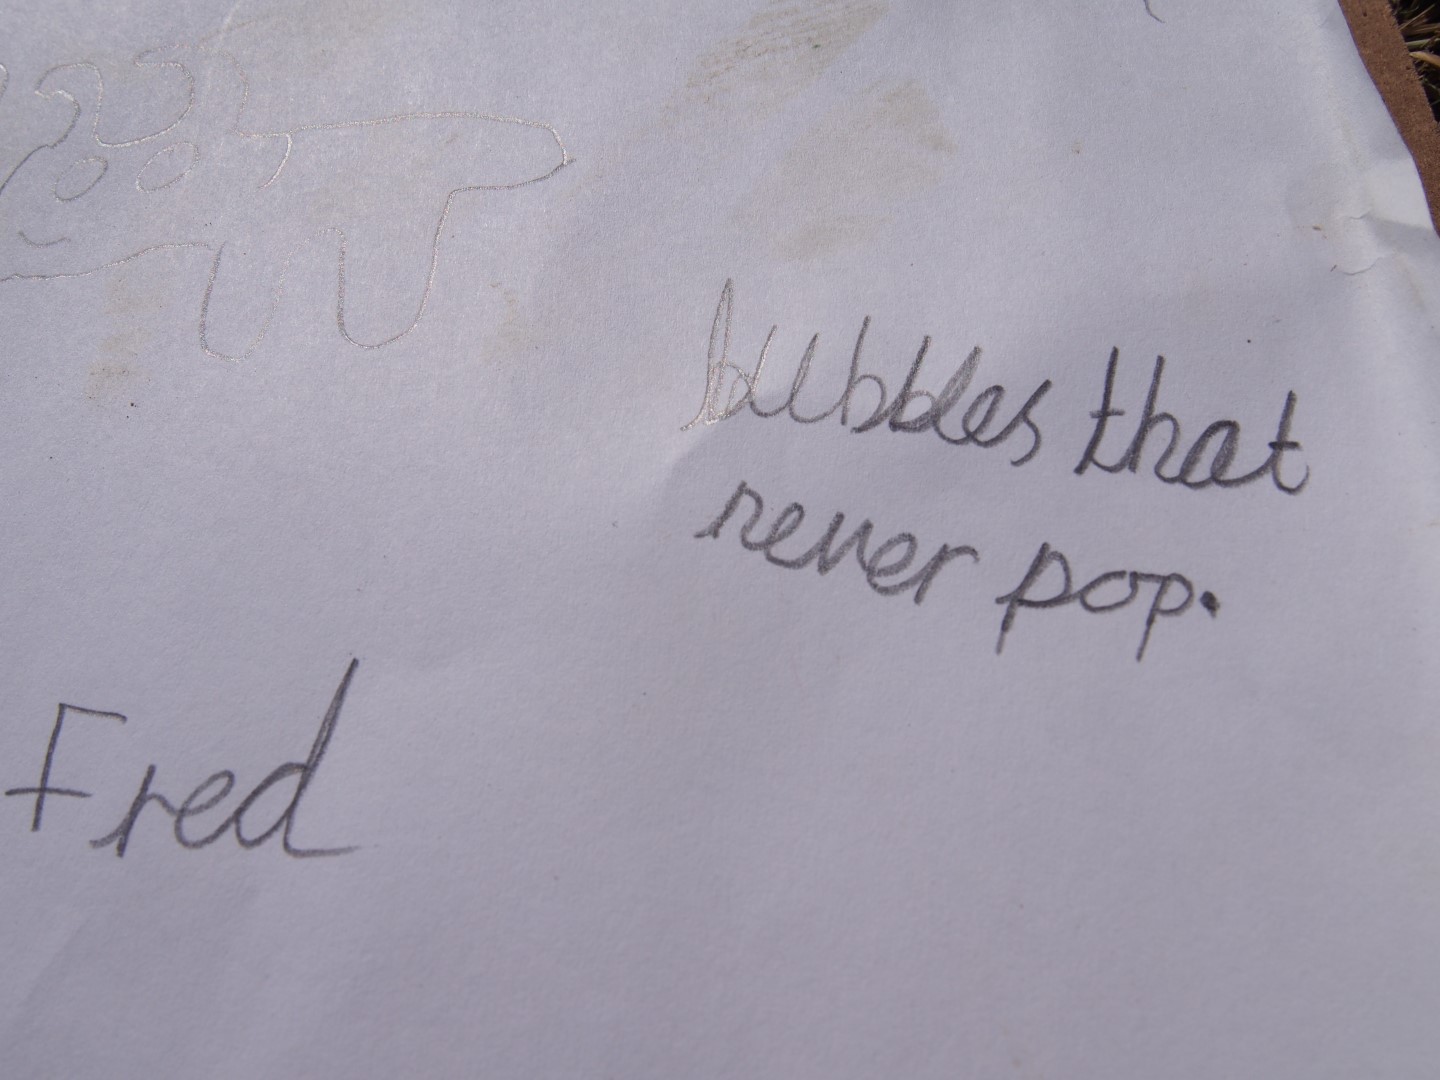 bubbles that
never pop.
Fred